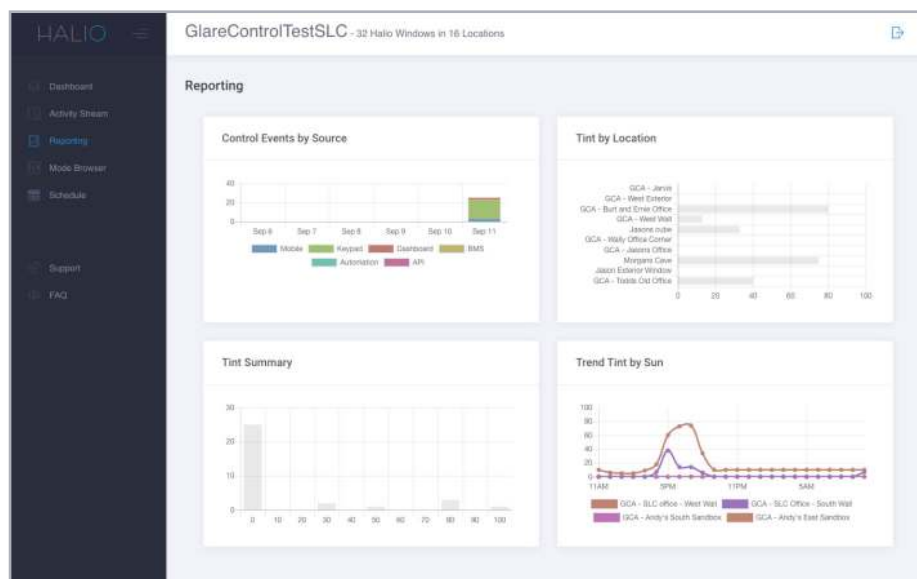 HALIO
GlareControlTestSLC - 32 Halio Windows in 16 Locations
Dashboard
Activity Stream
Reporting
Mode Browser
Schedule
Support
FAQ
Reporting
Control Events by Source
40
20
0
Sep 6 Sep 7 Sep 8 Sep 9 Sep 10 Sep 11
Mobile Keypad Dashboard BMS
Automation API
Tint by Location
GCA - Jarvis
GCA - West Exterior
GCA - Burt and Ernie Office
GCA - West Wall
Jasons cube
GCA - Wally Office Corner
GCA - Jasons Office
Morgans Cave
Jason Exterior Window
GCA - Todds Old Office
0 20 40 60 80 100
Tint Summary
30
20
10
0
0 10 20 30 40 50 60 70 80 90 100
Trend Tint by Sun
100
80
60
40
20
0
11AM 5PM 11PM 5AM
GCA - SLC office - West Wall GCA - SLC Office - South Wall
GCA - Andy's South Sandbox GCA - Andy's East Sandbox